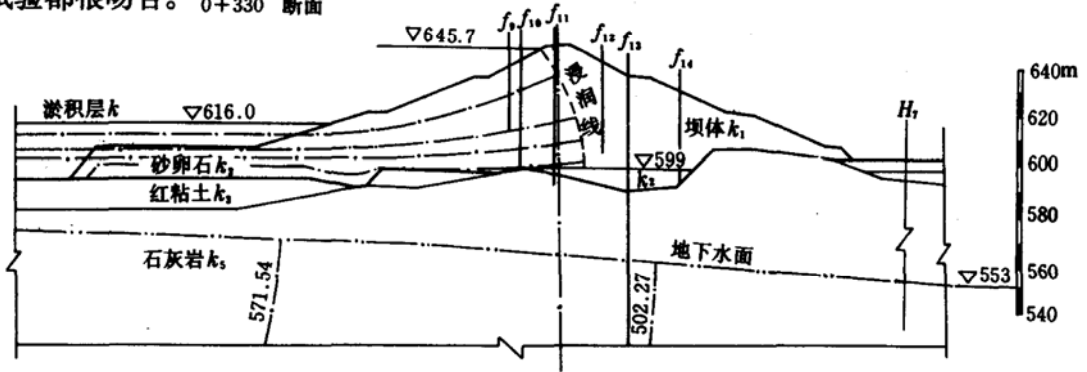 试验都很吻合。 0+330 断面
f₉ f₁₀ f₁₁
▽645.7
f₁₂ f₁₃
f₁₄
浸润线
640m
淤积层k ▽616.0
坝体k₁
H₇
620
砂卵石k₂
▽599
600
k₂
红粘土k₃
580
石灰岩k₅
地下水面
571.54
502.27
▽553
560
540